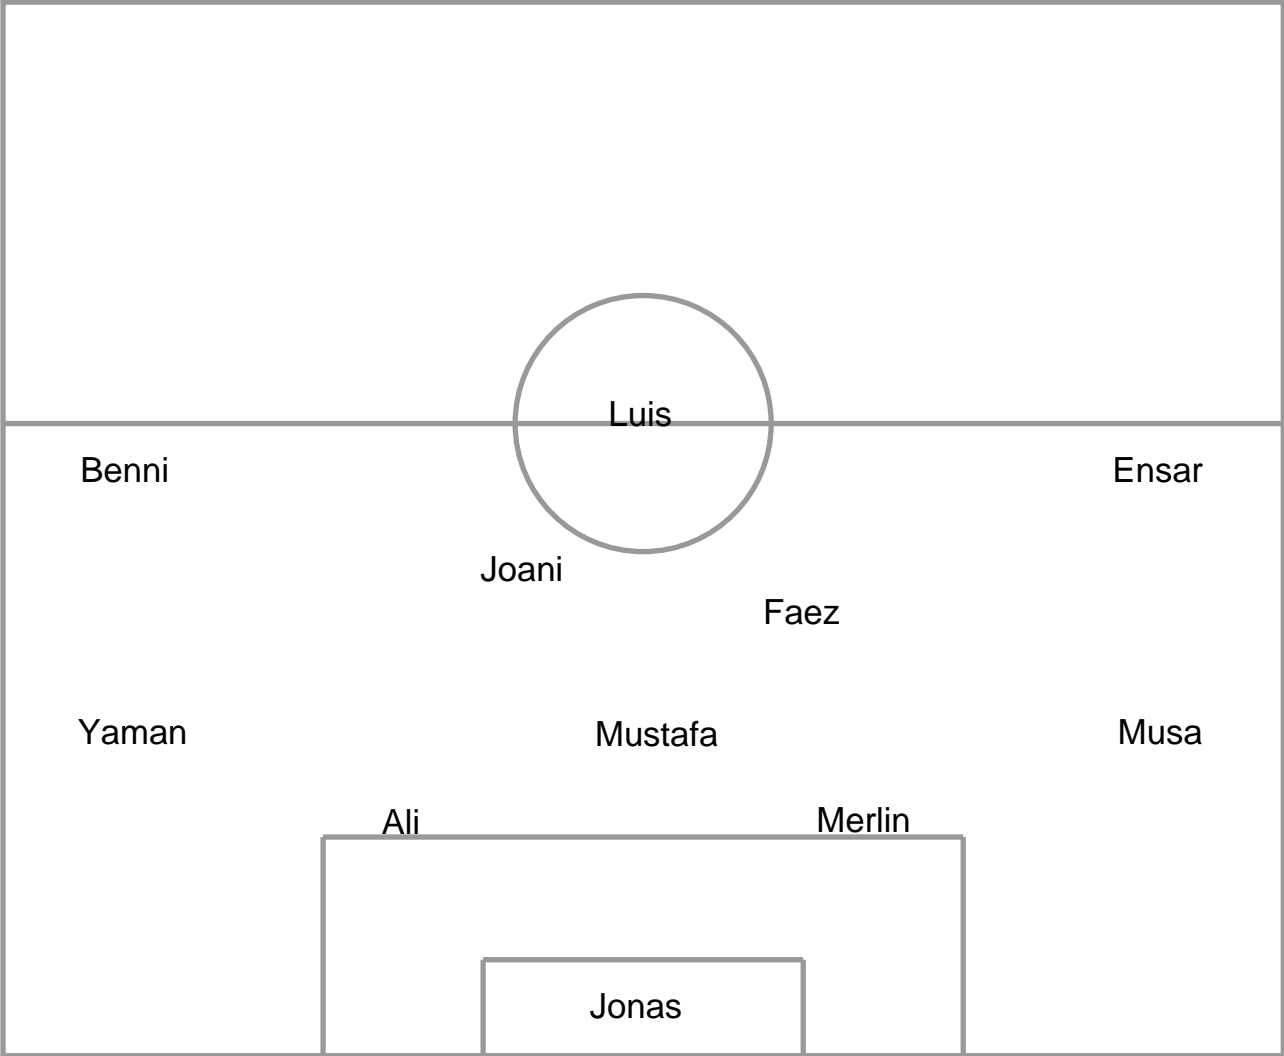 Luis
Benni
Ensar
Joani
Faez
Yaman
Mustafa
Musa
Ali
Merlin
Jonas